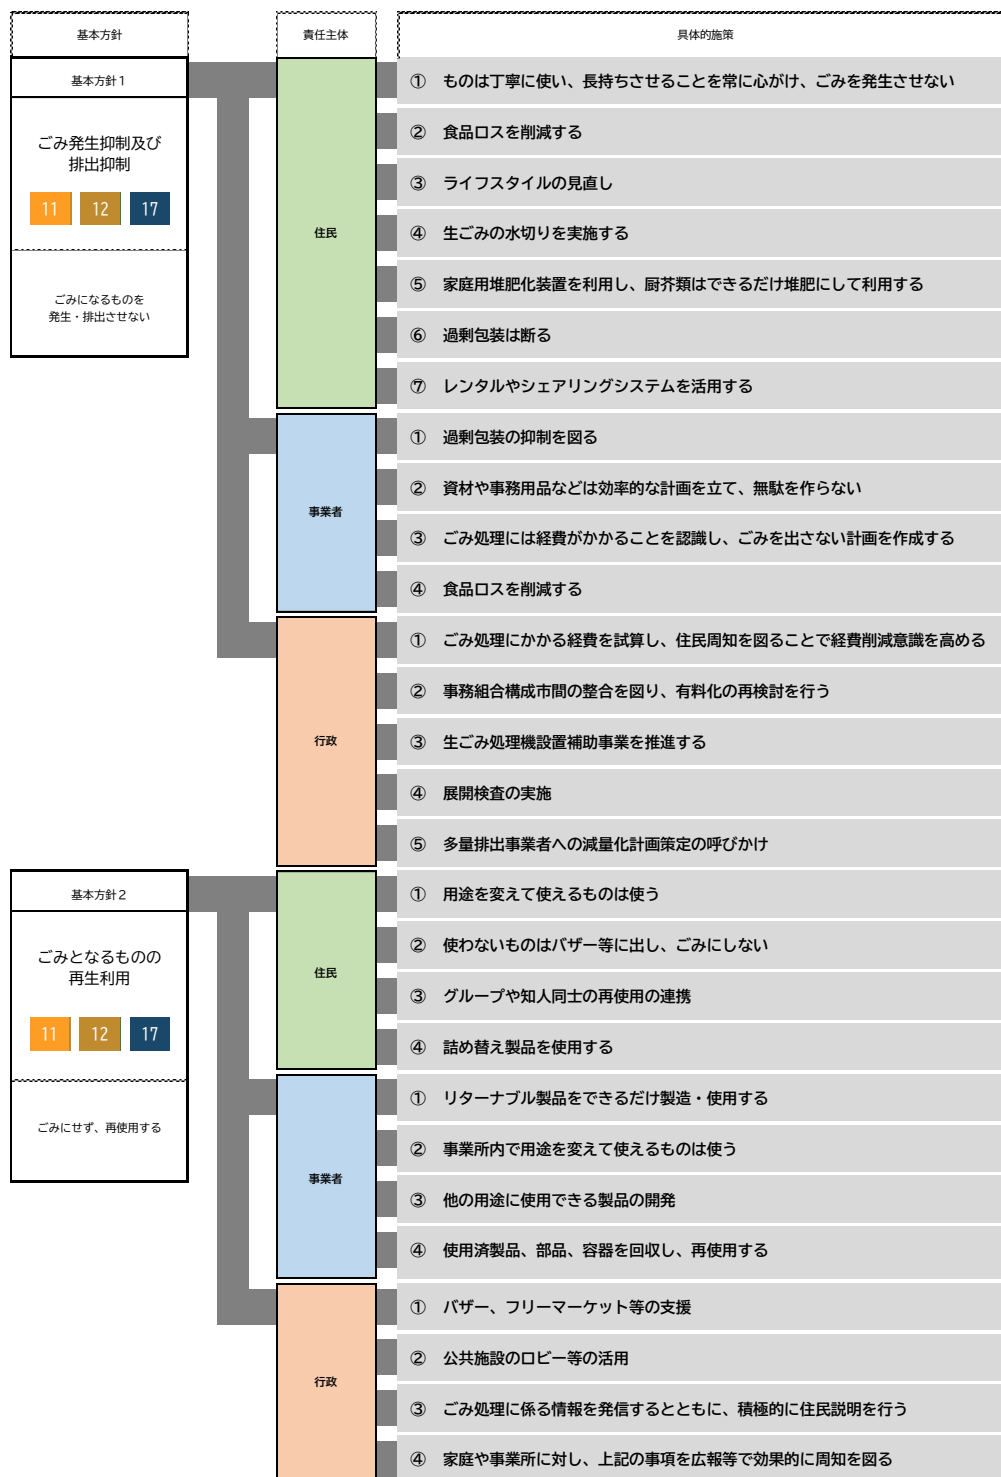 基本方針
責任主体
具体的施策
基本方針1
ごみ発生抑制及び
排出抑制
11 12 17
ごみになるものを
発生・排出させない
住民
① ものは丁寧に使い、長持ちさせることを常に心がけ、ごみを発生させない
② 食品ロスを削減する
③ ライフスタイルの見直し
④ 生ごみの水切りを実施する
⑤ 家庭用堆肥化装置を利用し、厨芥類はできるだけ堆肥にして利用する
⑥ 過剰包装は断る
⑦ レンタルやシェアリングシステムを活用する
事業者
① 過剰包装の抑制を図る
② 資材や事務用品などは効率的な計画を立て、無駄を作らない
③ ごみ処理には経費がかかることを認識し、ごみを出さない計画を作成する
④ 食品ロスを削減する
行政
① ごみ処理にかかる経費を試算し、住民周知を図ることで経費削減意識を高める
② 事務組合構成市間の整合を図り、有料化の再検討を行う
③ 生ごみ処理機設置補助事業を推進する
④ 展開検査の実施
⑤ 多量排出事業者への減量化計画策定の呼びかけ
基本方針2
ごみとなるものの
再生利用
11 12 17
ごみにせず、再使用する
住民
① 用途を変えて使えるものは使う
② 使わないものはバザー等に出し、ごみにしない
③ グループや知人同士の再使用の連携
④ 詰め替え製品を使用する
事業者
① リターナブル製品をできるだけ製造・使用する
② 事業所内で用途を変えて使えるものは使う
③ 他の用途に使用できる製品の開発
④ 使用済製品、部品、容器を回収し、再使用する
行政
① バザー、フリーマーケット等の支援
② 公共施設のロビー等の活用
③ ごみ処理に係る情報を発信するとともに、積極的に住民説明を行う
④ 家庭や事業所に対し、上記の事項を広報等で効果的に周知を図る